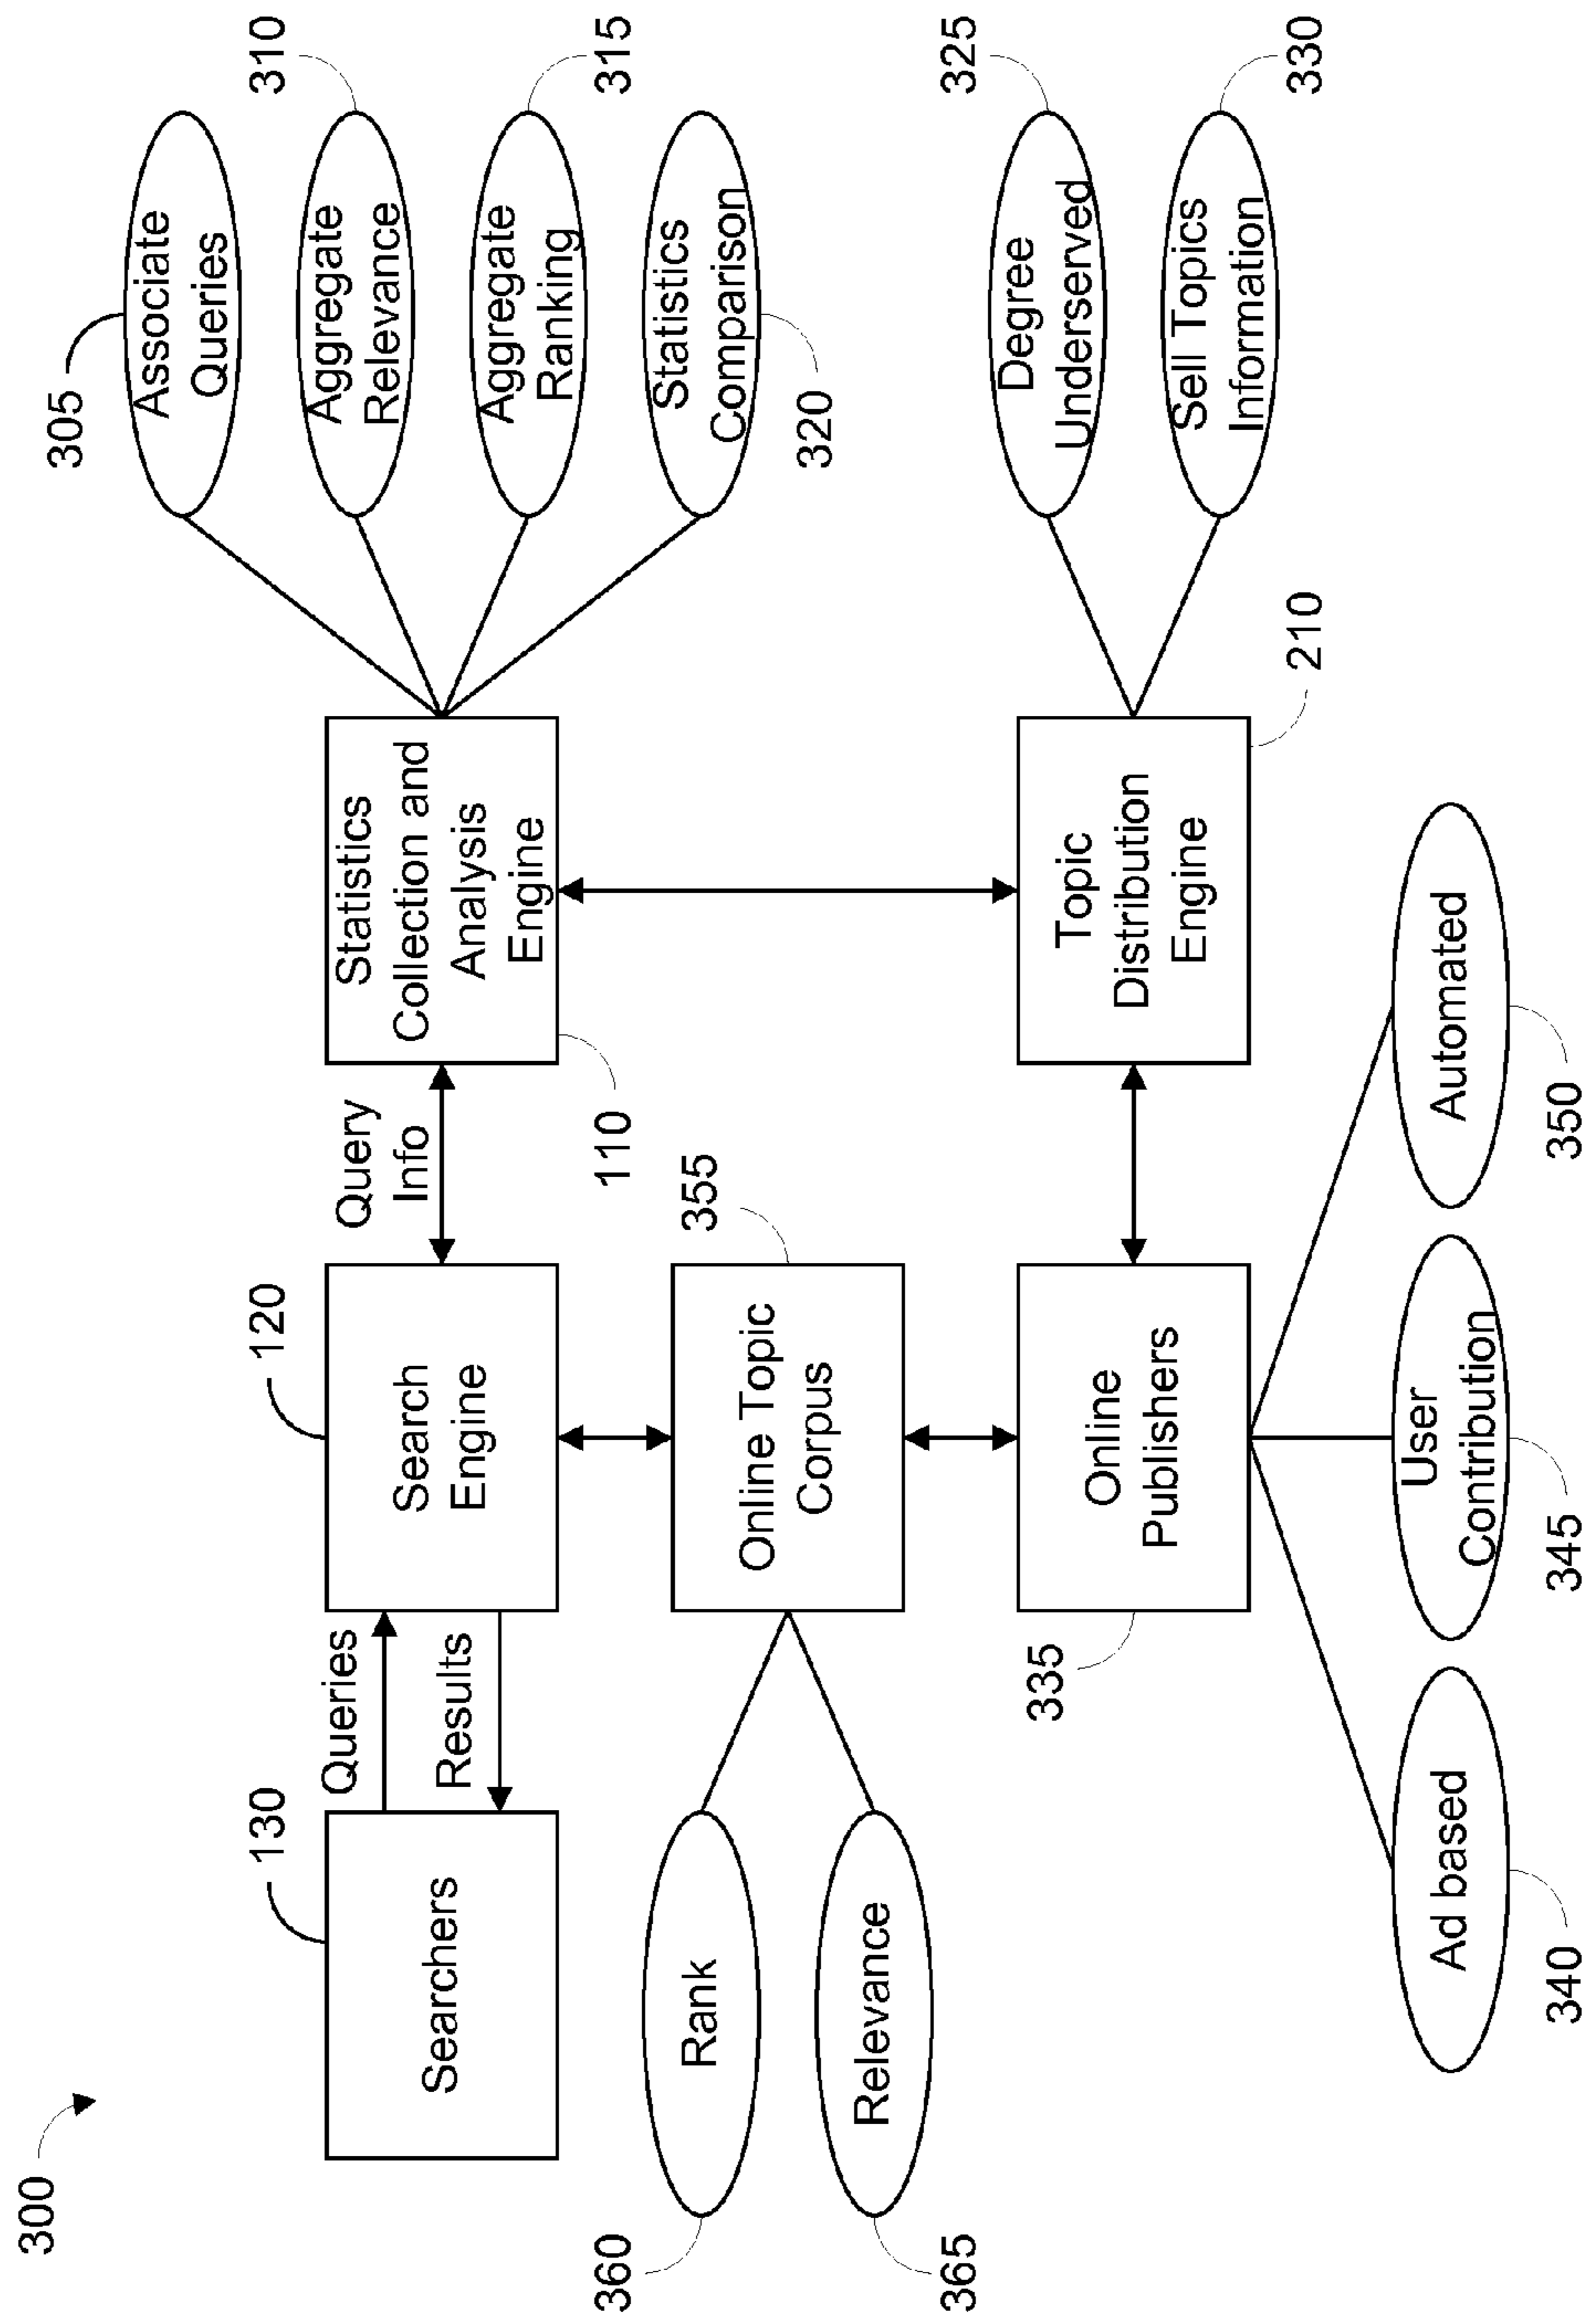 300
130
Searchers
Queries
Results
120
Search
Engine
Query
Info
110
Statistics
Collection and
Analysis
Engine
305
Associate
Queries
310
Aggregate
Relevance
315
Aggregate
Ranking
320
Statistics
Comparison
360
Rank
365
Relevance
355
Online Topic
Corpus
335
Online
Publishers
210
Topic
Distribution
Engine
325
Degree
Underserved
330
Sell Topics
Information
340
Ad based
345
User
Contribution
350
Automated